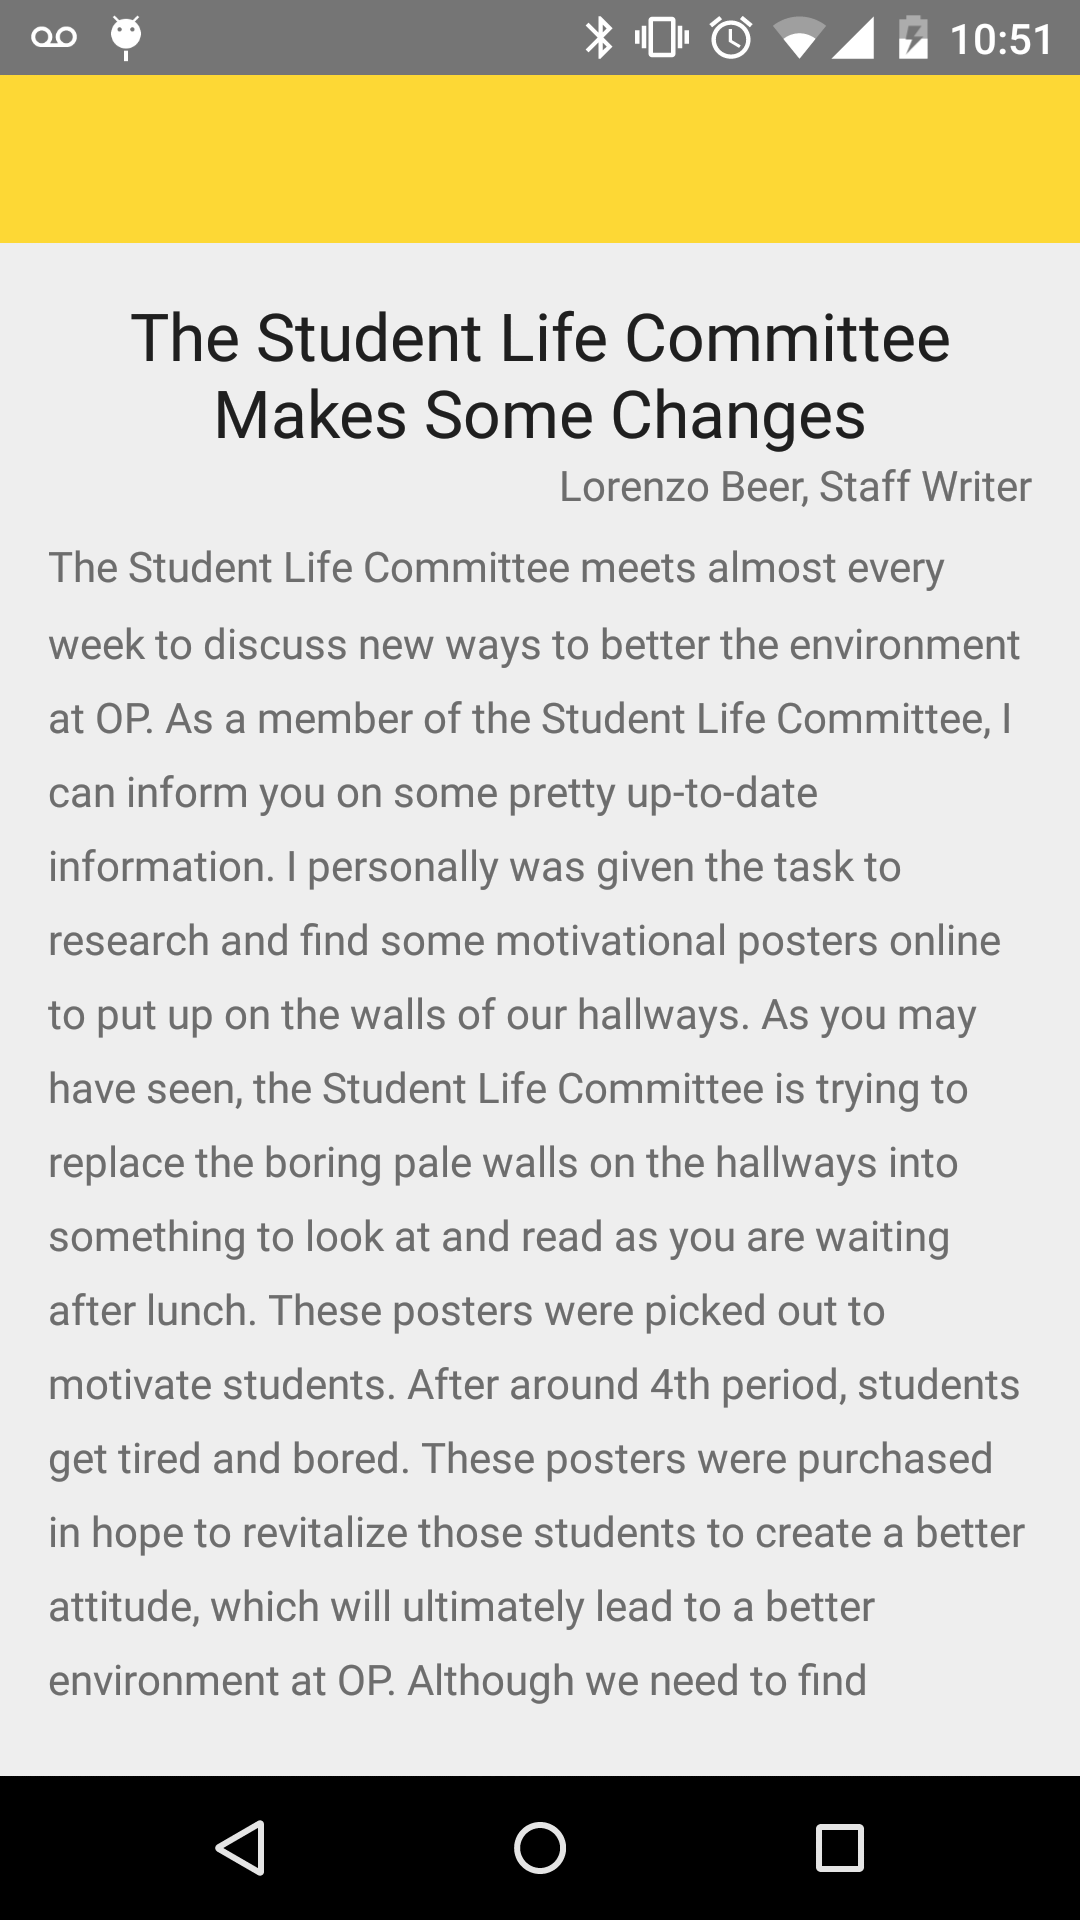 10:51
The Student Life Committee
Makes Some Changes
Lorenzo Beer, Staff Writer
The Student Life Committee meets almost every
week to discuss new ways to better the environment
at OP. As a member of the Student Life Committee, I
can inform you on some pretty up-to-date
information. I personally was given the task to
research and find some motivational posters online
to put up on the walls of our hallways. As you may
have seen, the Student Life Committee is trying to
replace the boring pale walls on the hallways into
something to look at and read as you are waiting
after lunch. These posters were picked out to
motivate students. After around 4th period, students
get tired and bored. These posters were purchased
in hope to revitalize those students to create a better
attitude, which will ultimately lead to a better
environment at OP. Although we need to find